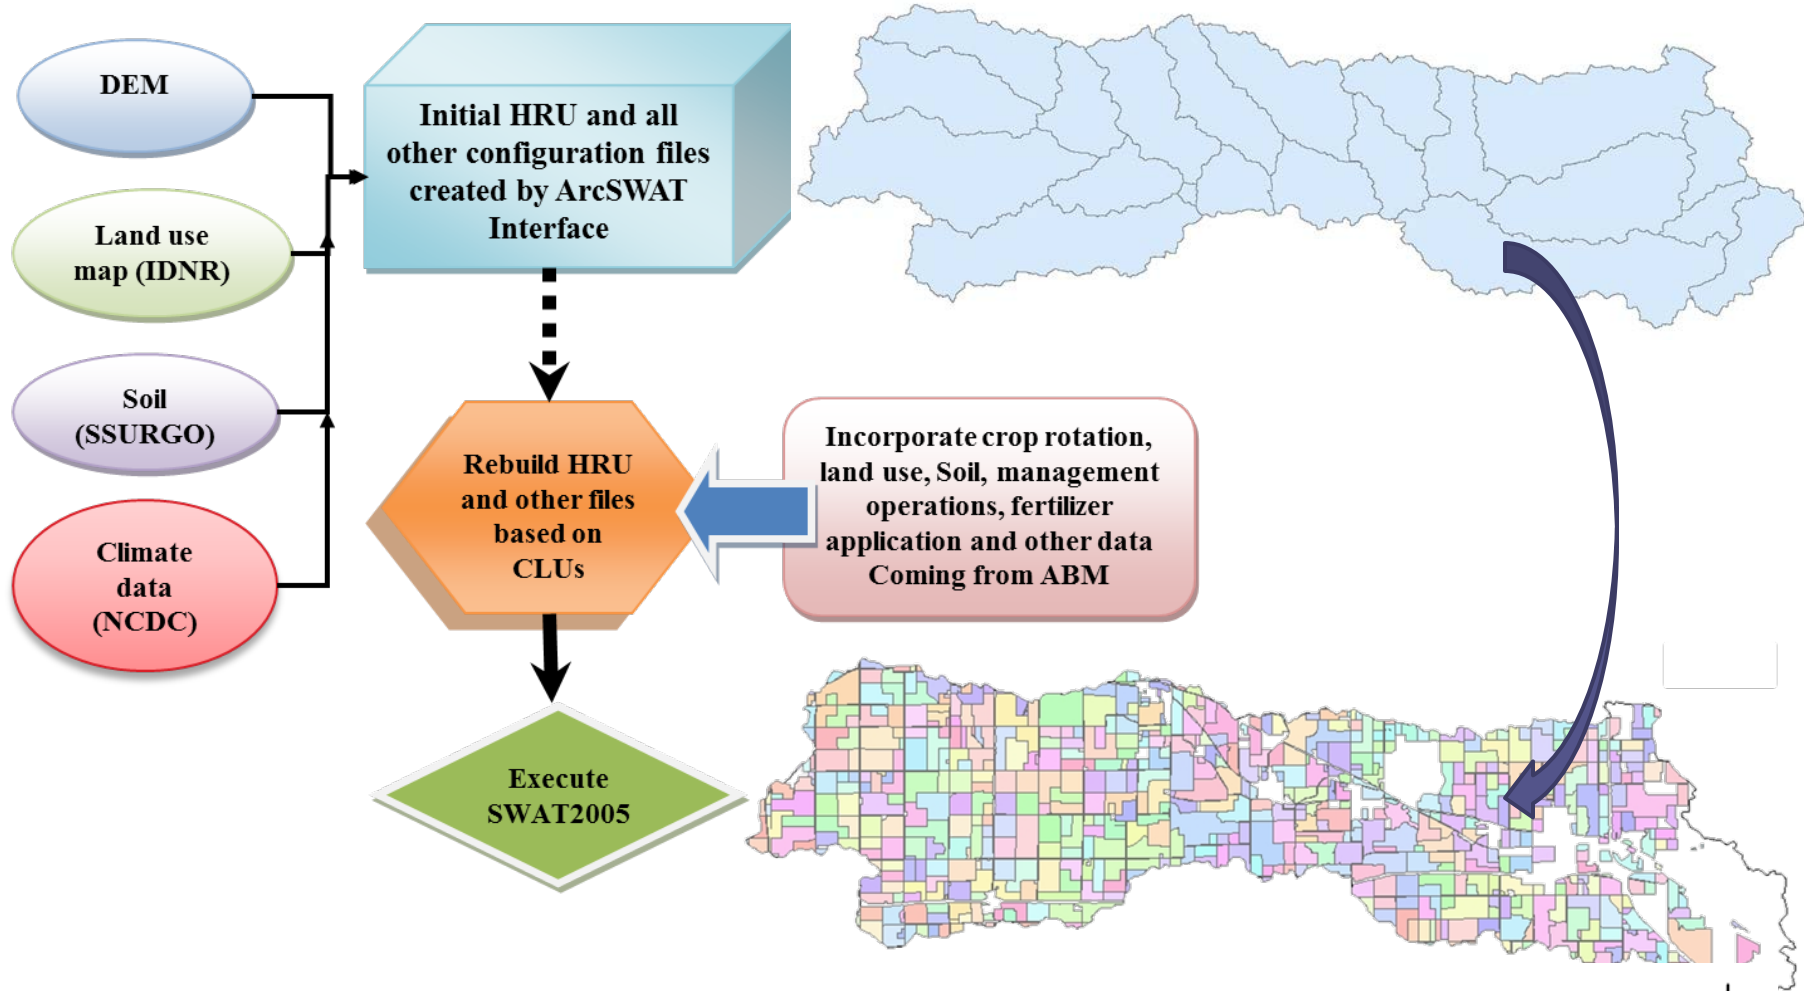 DEM
Land use
map (IDNR)
Soil
(SSURGO)
Climate
data
(NCDC)
Initial HRU and all
other configuration files
created by ArcSWAT
Interface
Rebuild HRU
and other files
based on
CLUs
Incorporate crop rotation,
land use, Soil, management
operations, fertilizer
application and other data
Coming from ABM
Execute
SWAT2005